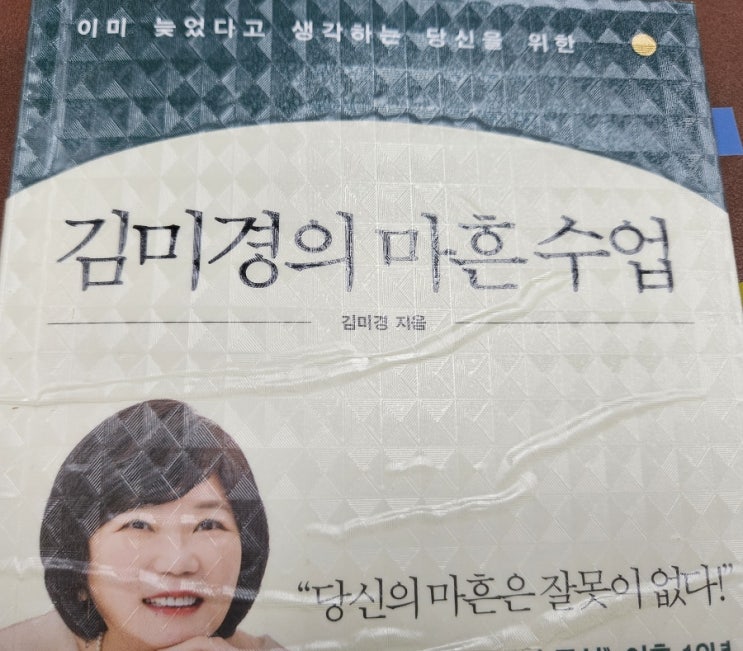 이미 늦었다고 생각하는 당신을 위한
김미경의 마흔 수업
김미경 지음
“당신의 마흔은 잘못이 없다!”